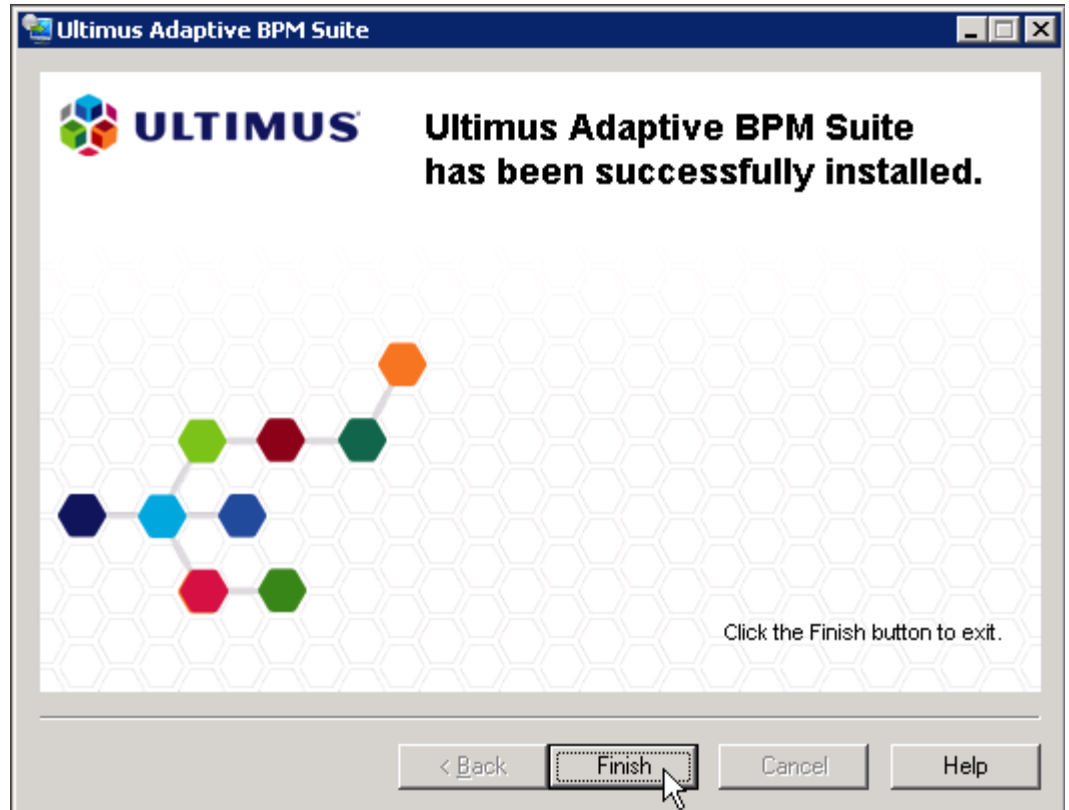 Ultimus Adaptive BPM Suite
ULTIMUS
Ultimus Adaptive BPM Suite
has been successfully installed.
Click the Finish button to exit.
< Back
Finish
Cancel
Help